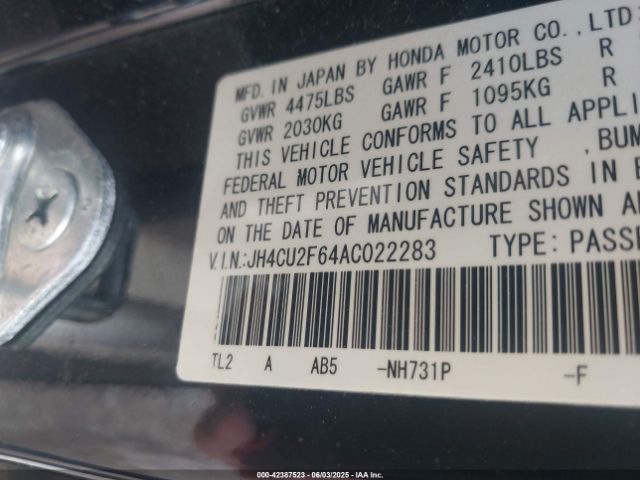 MFD. IN JAPAN BY HONDA MOTOR CO., LTD
GVWR 4475LBS GAWR F 2410LBS R
GVWR 2030KG GAWR F 1095KG R
THIS VEHICLE CONFORMS TO ALL APPLI
FEDERAL MOTOR VEHICLE SAFETY , BUM
AND THEFT PREVENTION STANDARDS IN E
ON THE DATE OF MANUFACTURE SHOWN A
V.I.N.:JH4CU2F64AC022283 TYPE: PASSE
TL2 A AB5 -NH731P -F
00-42387523 - 06/03/2025 - IAA Inc.